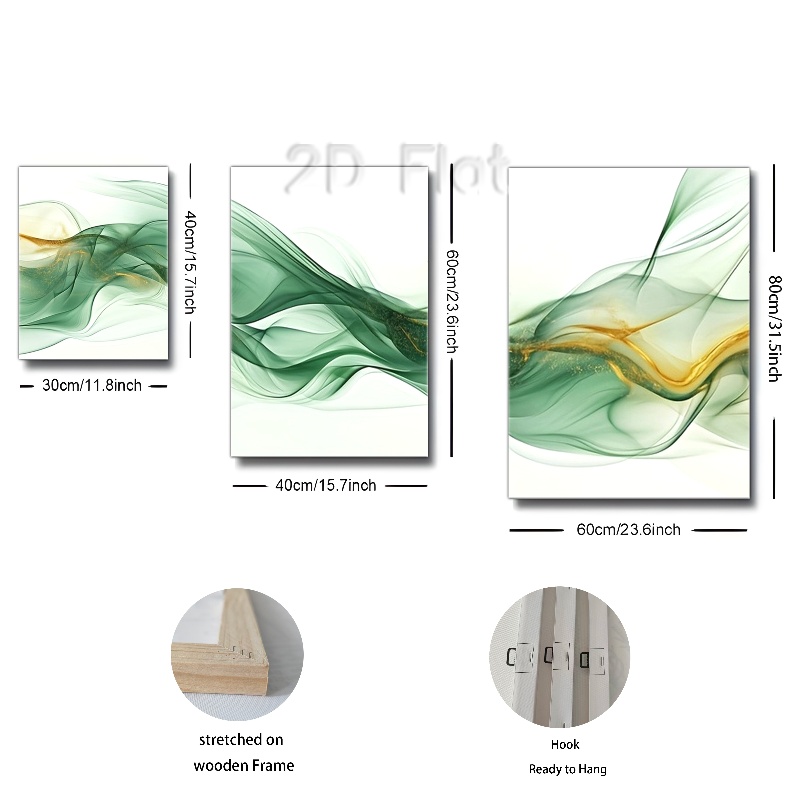 2D Flat
40cm/15.7inch
60cm/23.6inch
80cm/31.5inch
30cm/11.8inch
40cm/15.7inch
60cm/23.6inch
stretched on
wooden Frame
Hook
Ready to Hang